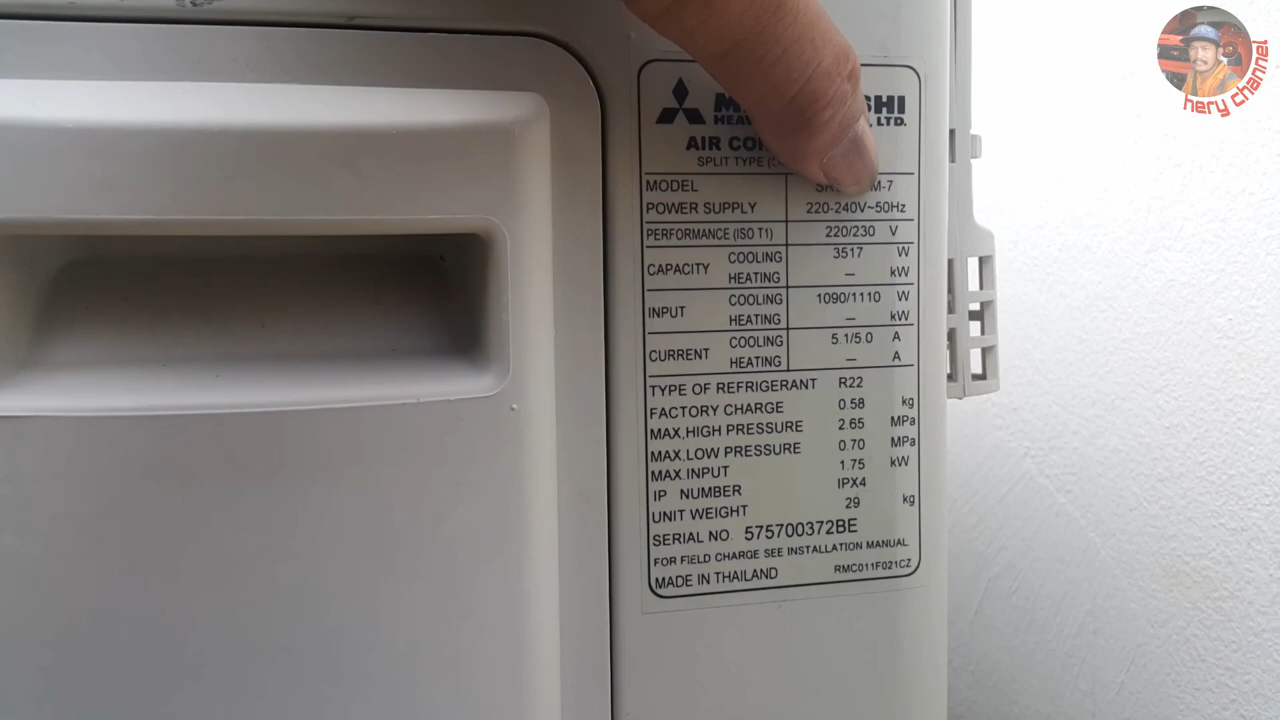 hery channel
HEAV , LTD.
AIR
SPLIT TYPE
MODEL M-7
POWER SUPPLY 220-240V~50Hz
PERFORMANCE (ISO T1) 220/230 V
CAPACITY COOLING 3517 W
HEATING — kW
INPUT COOLING 1090/1110 W
HEATING — kW
CURRENT COOLING 5.1/5.0 A
HEATING — A
TYPE OF REFRIGERANT R22
FACTORY CHARGE 0.58 kg
MAX,HIGH PRESSURE 2.65 MPa
MAX,LOW PRESSURE 0.70 MPa
MAX.INPUT 1.75 kW
IP NUMBER IPX4
UNIT WEIGHT 29 kg
SERIAL NO. 575700372BE
FOR FIELD CHARGE SEE INSTALLATION MANUAL
MADE IN THAILAND RMC011F021CZ